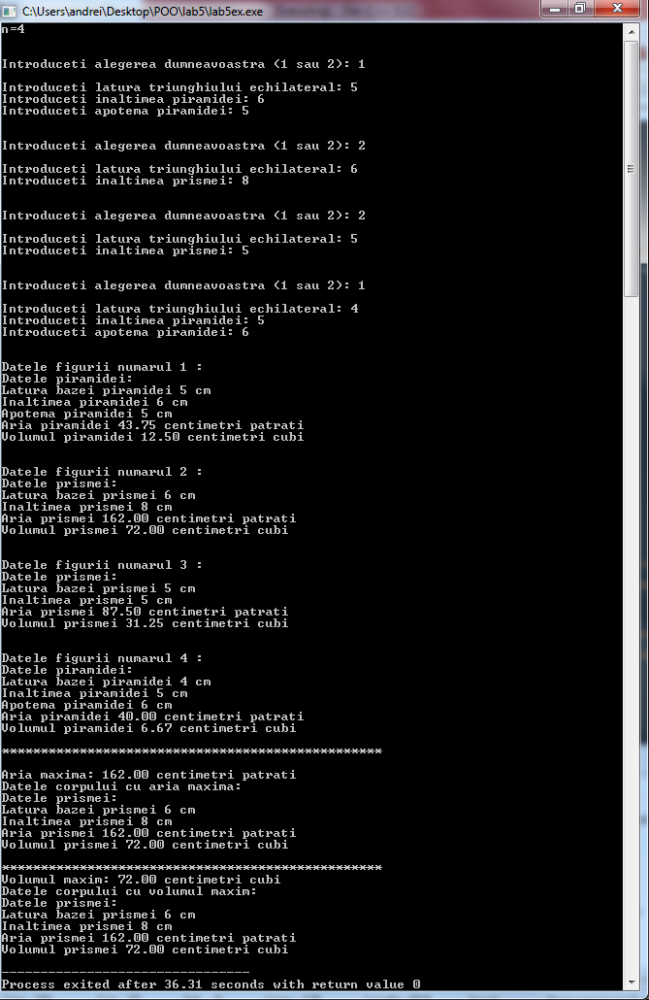 C:\Users\andrei\Desktop\POO\lab5\lab5ex.exe
n=4
Introduceti alegerea dumneavoastra (1 sau 2): 1
Introduceti latura triunghiului echilateral: 5
Introduceti inaltimea piramidei: 6
Introduceti apotema piramidei: 5
Introduceti alegerea dumneavoastra (1 sau 2): 2
Introduceti latura triunghiului echilateral: 6
Introduceti inaltimea prismei: 8
Introduceti alegerea dumneavoastra (1 sau 2): 2
Introduceti latura triunghiului echilateral: 5
Introduceti inaltimea prismei: 5
Introduceti alegerea dumneavoastra (1 sau 2): 1
Introduceti latura triunghiului echilateral: 4
Introduceti inaltimea piramidei: 5
Introduceti apotema piramidei: 6
Datele figurii numarul 1 :
Datele piramidei:
Latura bazei piramidei 5 cm
Inaltimea piramidei 6 cm
Apotema piramidei 5 cm
Aria piramidei 43.75 centimetri patrati
Volumul piramidei 12.50 centimetri cubi
Datele figurii numarul 2 :
Datele prismei:
Latura bazei prismei 6 cm
Inaltimea prismei 8 cm
Aria prismei 162.00 centimetri patrati
Volumul prismei 72.00 centimetri cubi
Datele figurii numarul 3 :
Datele prismei:
Latura bazei prismei 5 cm
Inaltimea prismei 5 cm
Aria prismei 87.50 centimetri patrati
Volumul prismei 31.25 centimetri cubi
Datele figurii numarul 4 :
Datele piramidei:
Latura bazei piramidei 4 cm
Inaltimea piramidei 5 cm
Apotema piramidei 6 cm
Aria piramidei 40.00 centimetri patrati
Volumul piramidei 6.67 centimetri cubi
*************************************************
Aria maxima: 162.00 centimetri patrati
Datele corpului cu aria maxima:
Datele prismei:
Latura bazei prismei 6 cm
Inaltimea prismei 8 cm
Aria prismei 162.00 centimetri patrati
Volumul prismei 72.00 centimetri cubi
*************************************************
Volumul maxim: 72.00 centimetri cubi
Datele corpului cu volumul maxim:
Datele prismei:
Latura bazei prismei 6 cm
Inaltimea prismei 8 cm
Aria prismei 162.00 centimetri patrati
Volumul prismei 72.00 centimetri cubi
--------------------------------
Process exited after 36.31 seconds with return value 0